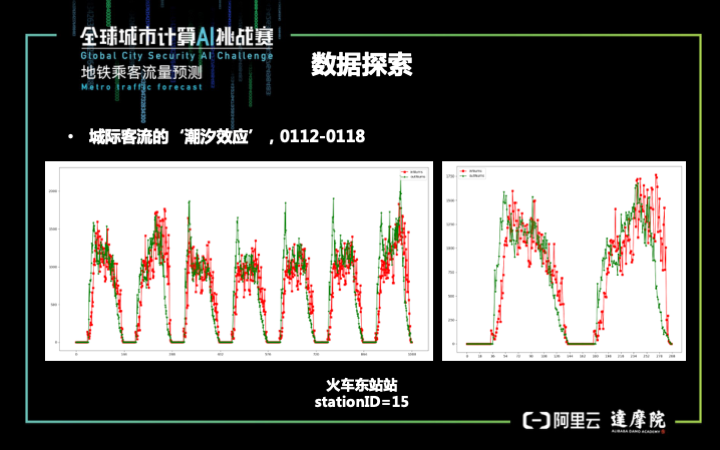 全球城市计算AI挑战赛
Global City Security AI Challenge
地铁乘客流量预测
Metro traffic forecast
数据探索
• 城际客流的‘潮汐效应’，0112-0118
火车东站站
stationID=15
阿里云 达摩院
ALIBABA DAMO ACADEMY